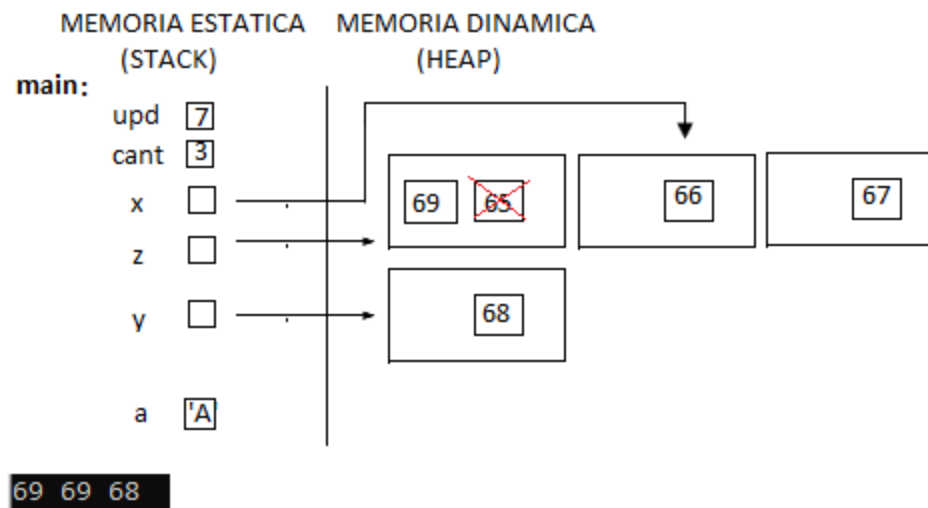 MEMORIA ESTATICA MEMORIA DINAMICA
(STACK) (HEAP)
main:
upd 7
cant 3
x
z
y
a 'A'
69 65 66 67
68
69 69 68